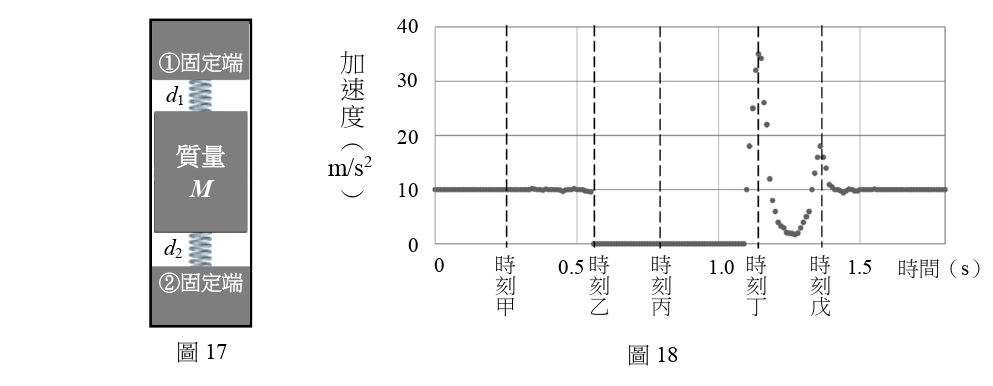 ①固定端
d₁
質量
M
d₂
②固定端
圖 17
加速度（m/s²）
40
30
20
10
0
0
0.5
1.0
1.5
時間（s）
時刻甲
時刻乙
時刻丙
時刻丁
時刻戊
圖 18